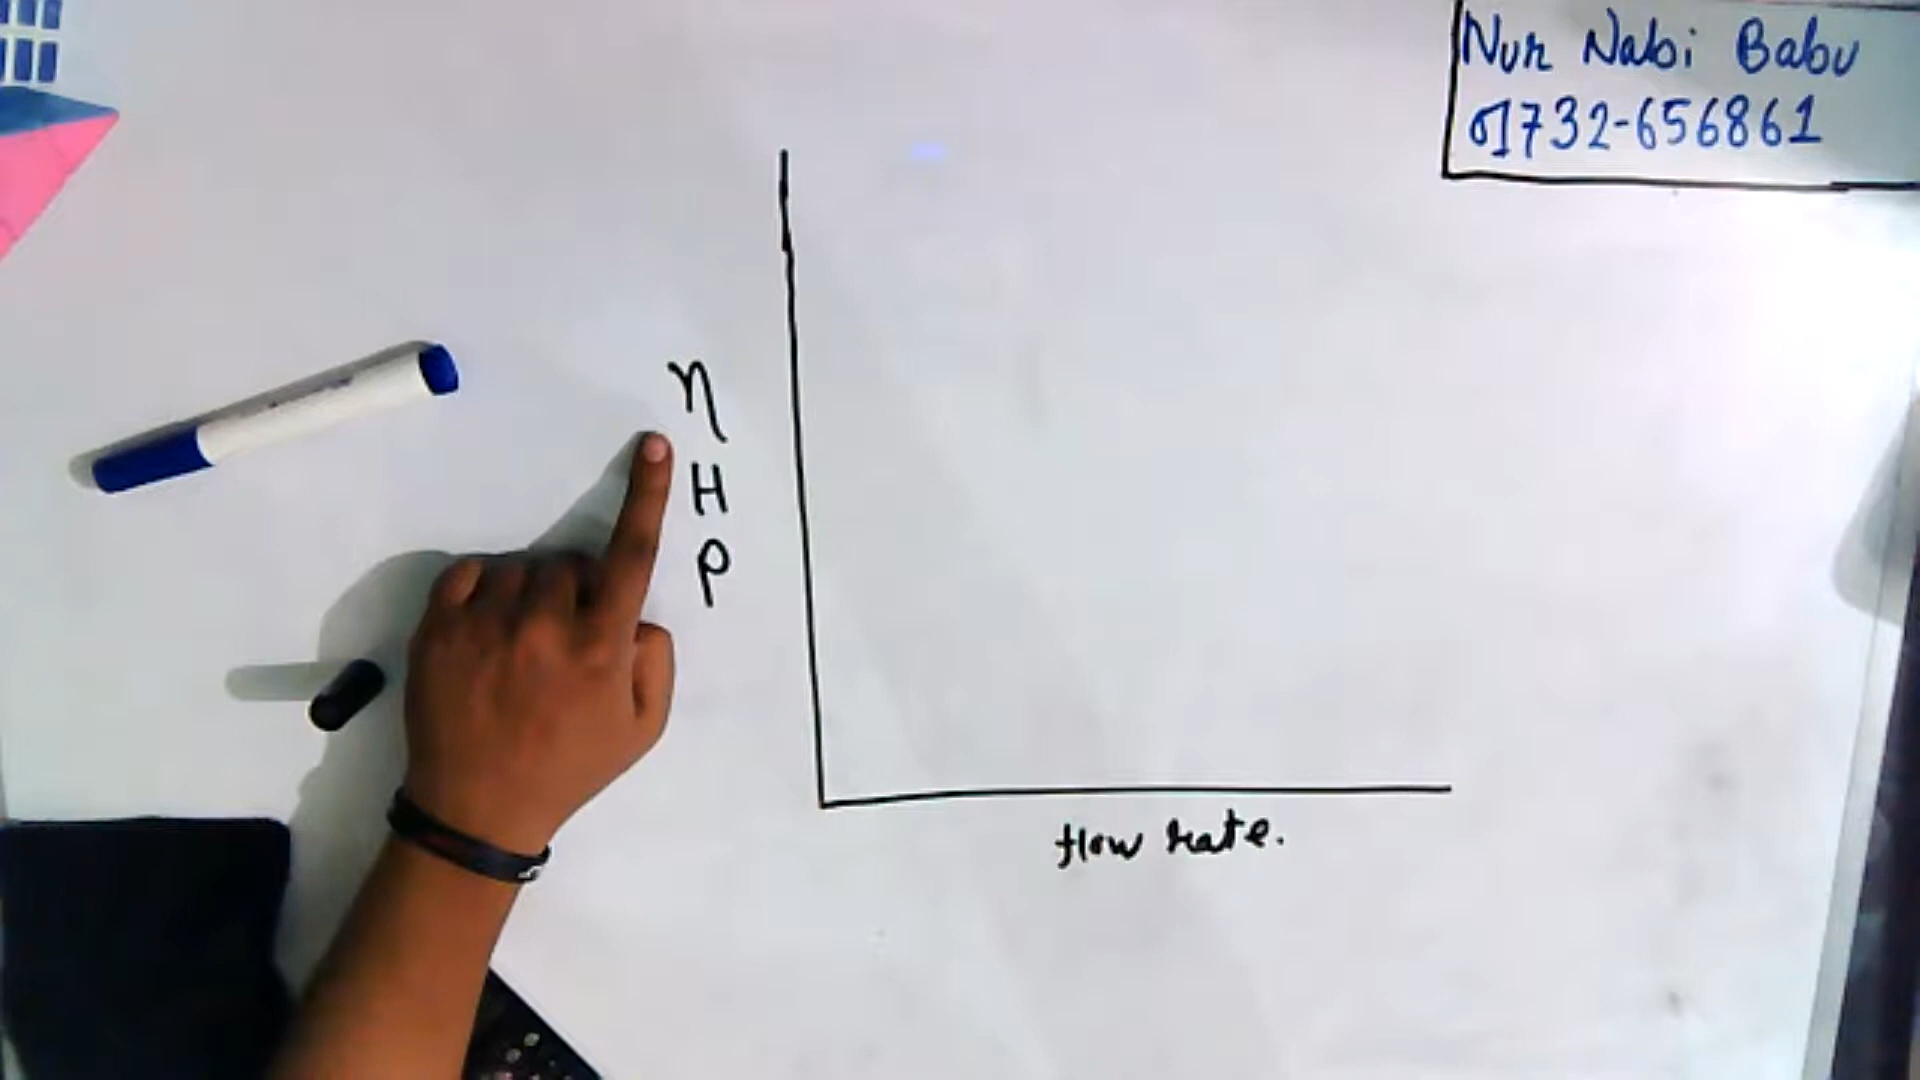 Nur Nabi Babu
01732-656861
η
H
P
flow rate.